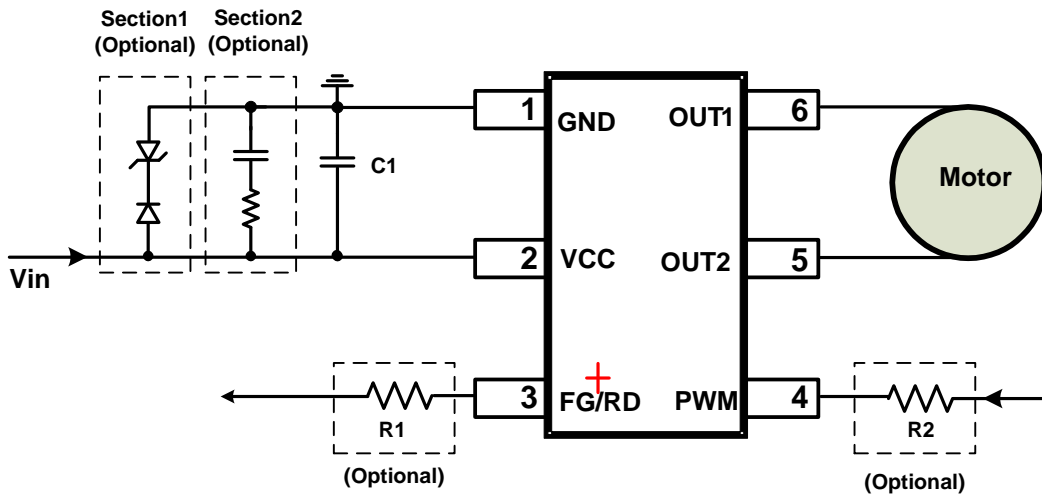 Section1
(Optional)
Section2
(Optional)
1
GND
OUT1
6
C1
Motor
Vin
2
VCC
OUT2
5
3
FG/RD
PWM
4
R1
(Optional)
R2
(Optional)